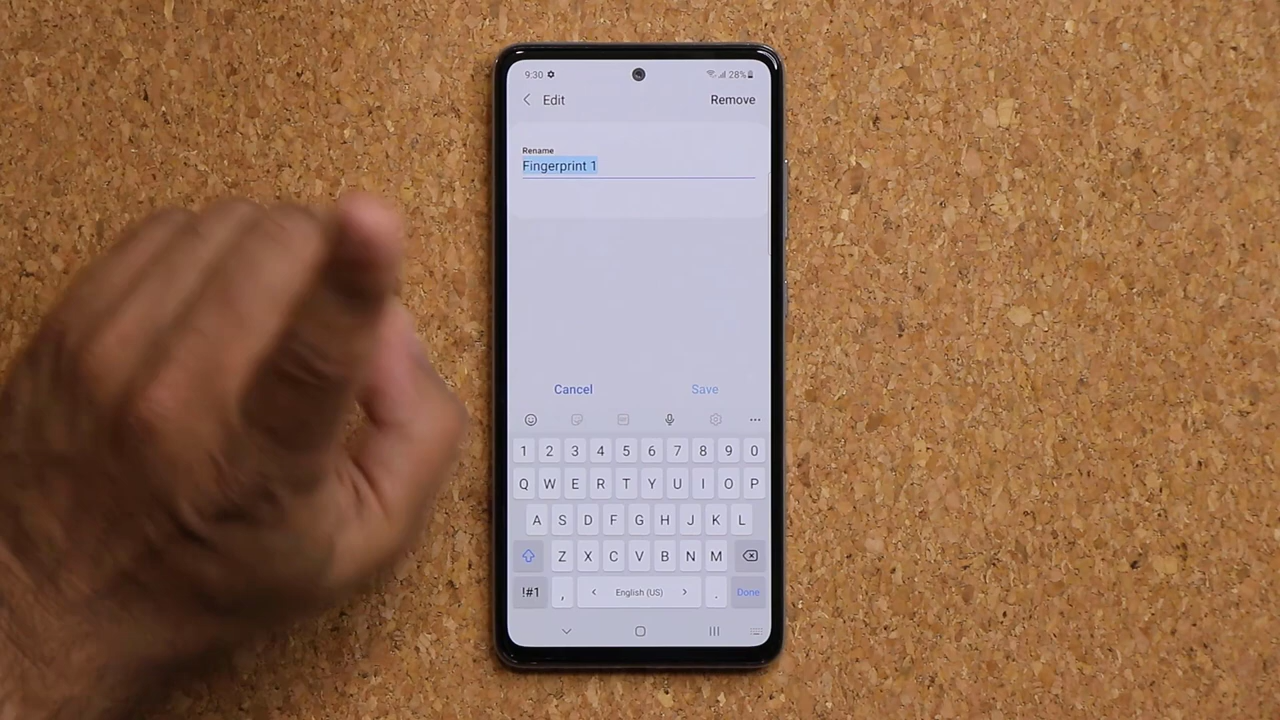 9:30 28%
Edit Remove
Rename
Fingerprint 1
Cancel Save
1 2 3 4 5 6 7 8 9 0
Q W E R T Y U I O P
A S D F G H J K L
Z X C V B N M
!#1 , < English (US) > . Done